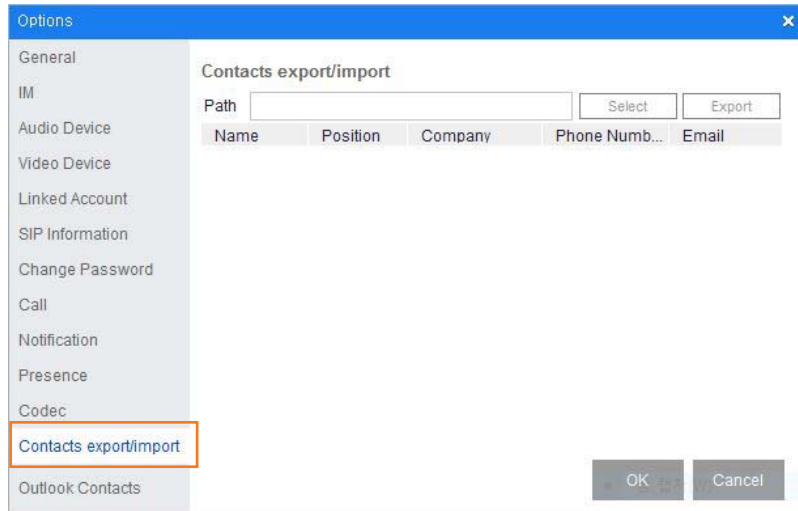 Options
General
IM
Audio Device
Video Device
Linked Account
SIP Information
Change Password
Call
Notification
Presence
Codec
Contacts export/import
Outlook Contacts
Contacts export/import
Path Select Export
Name Position Company Phone Numb... Email
OK Cancel